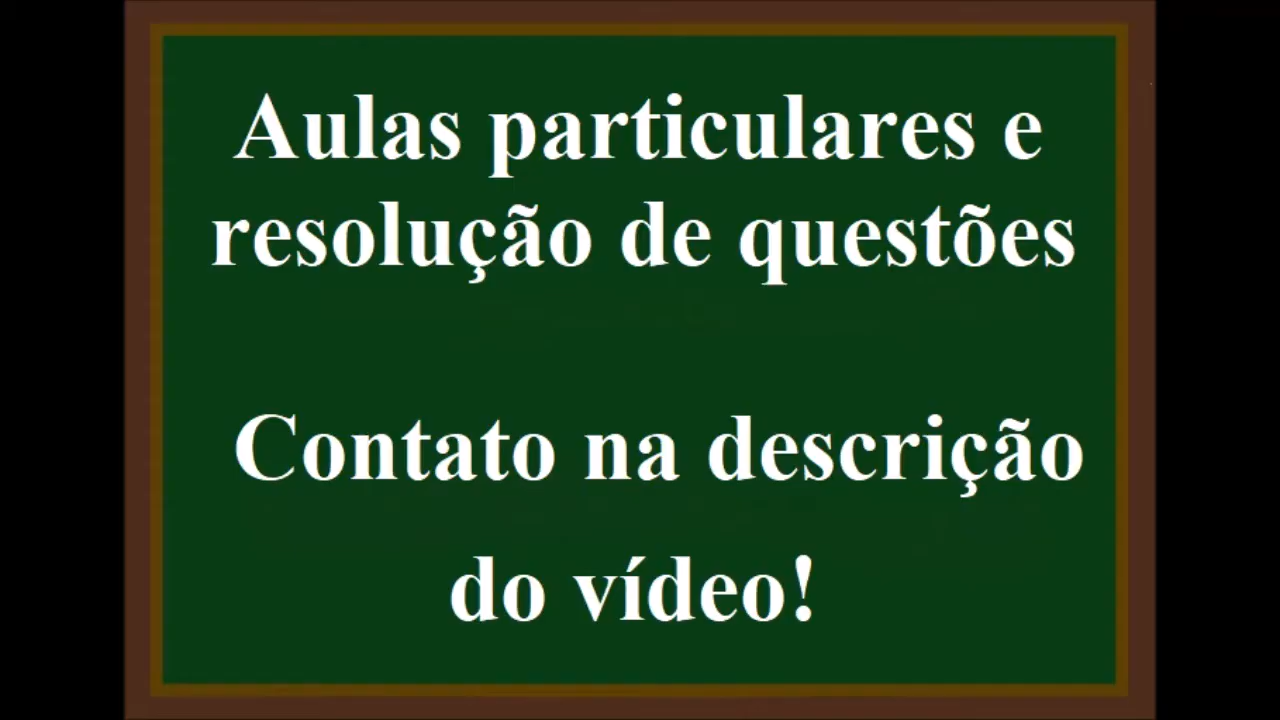 Aulas particulares e
resolução de questões
Contato na descrição
do vídeo!